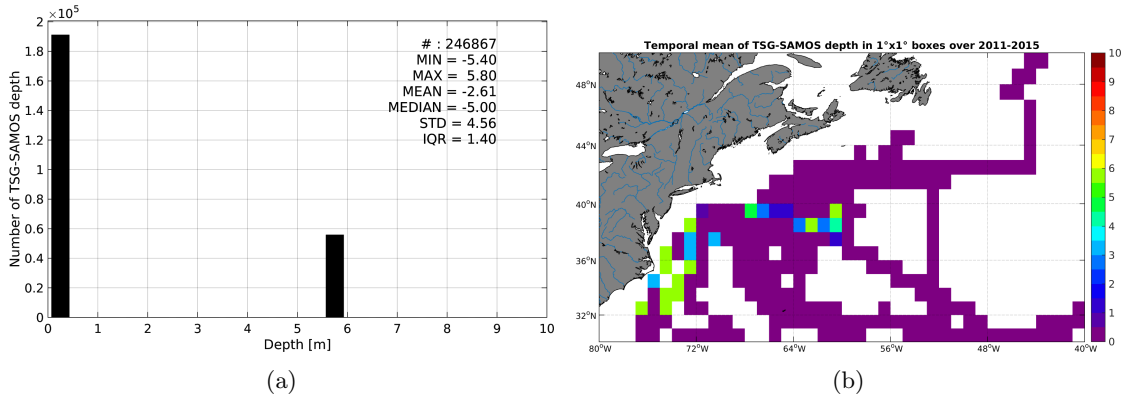 ×10⁵
2
1.8
1.6
1.4
1.2
1
0.8
0.6
0.4
0.2
0
Number of TSG-SAMOS depth
# : 246867
MIN = -5.40
MAX = 5.80
MEAN = -2.61
MEDIAN = -5.00
STD = 4.56
IQR = 1.40
0 1 2 3 4 5 6 7 8 9 10
Depth [m]
(a)
Temporal mean of TSG-SAMOS depth in 1°x1° boxes over 2011-2015
48°N
44°N
40°N
36°N
32°N
80°W 72°W 64°W 56°W 48°W 40°W
10
9
8
7
6
5
4
3
2
1
0
(b)